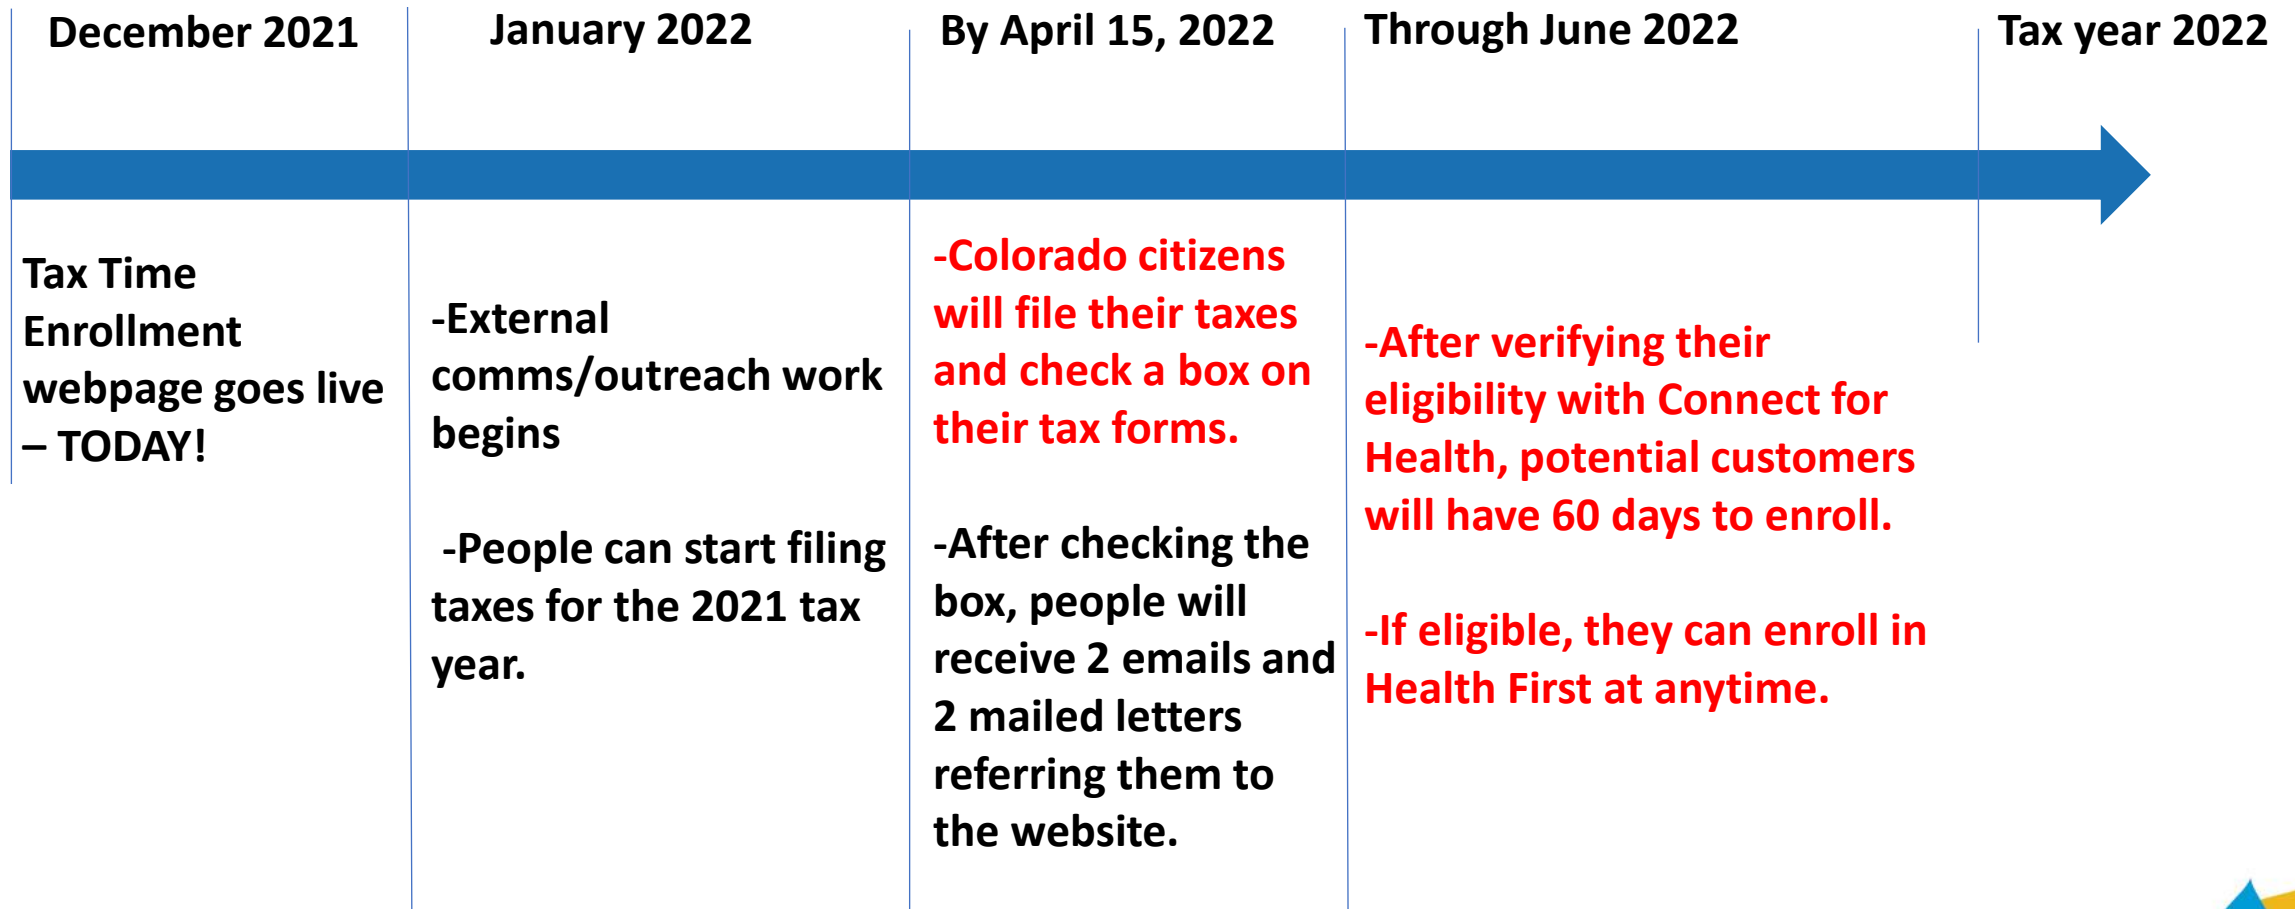 December 2021
Tax Time
Enrollment
webpage goes live
– TODAY!
January 2022
-External
comms/outreach work
begins
-People can start filing
taxes for the 2021 tax
year.
By April 15, 2022
-Colorado citizens
will file their taxes
and check a box on
their tax forms.
-After checking the
box, people will
receive 2 emails and
2 mailed letters
referring them to
the website.
Through June 2022
-After verifying their
eligibility with Connect for
Health, potential customers
will have 60 days to enroll.
-If eligible, they can enroll in
Health First at anytime.
Tax year 2022